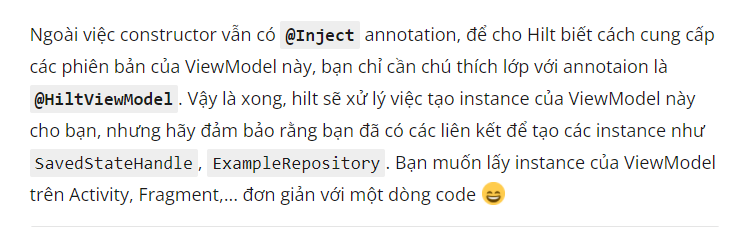 Ngoài việc constructor vẫn có @Inject annotation, để cho Hilt biết cách cung cấp
các phiên bản của ViewModel này, bạn chỉ cần chú thích lớp với annotaion là
@HiltViewModel. Vậy là xong, hilt sẽ xử lý việc tạo instance của ViewModel này
cho bạn, nhưng hãy đảm bảo rằng bạn đã có các liên kết để tạo các instance như
SavedStateHandle, ExampleRepository. Bạn muốn lấy instance của ViewModel
trên Activity, Fragment,... đơn giản với một dòng code 😄